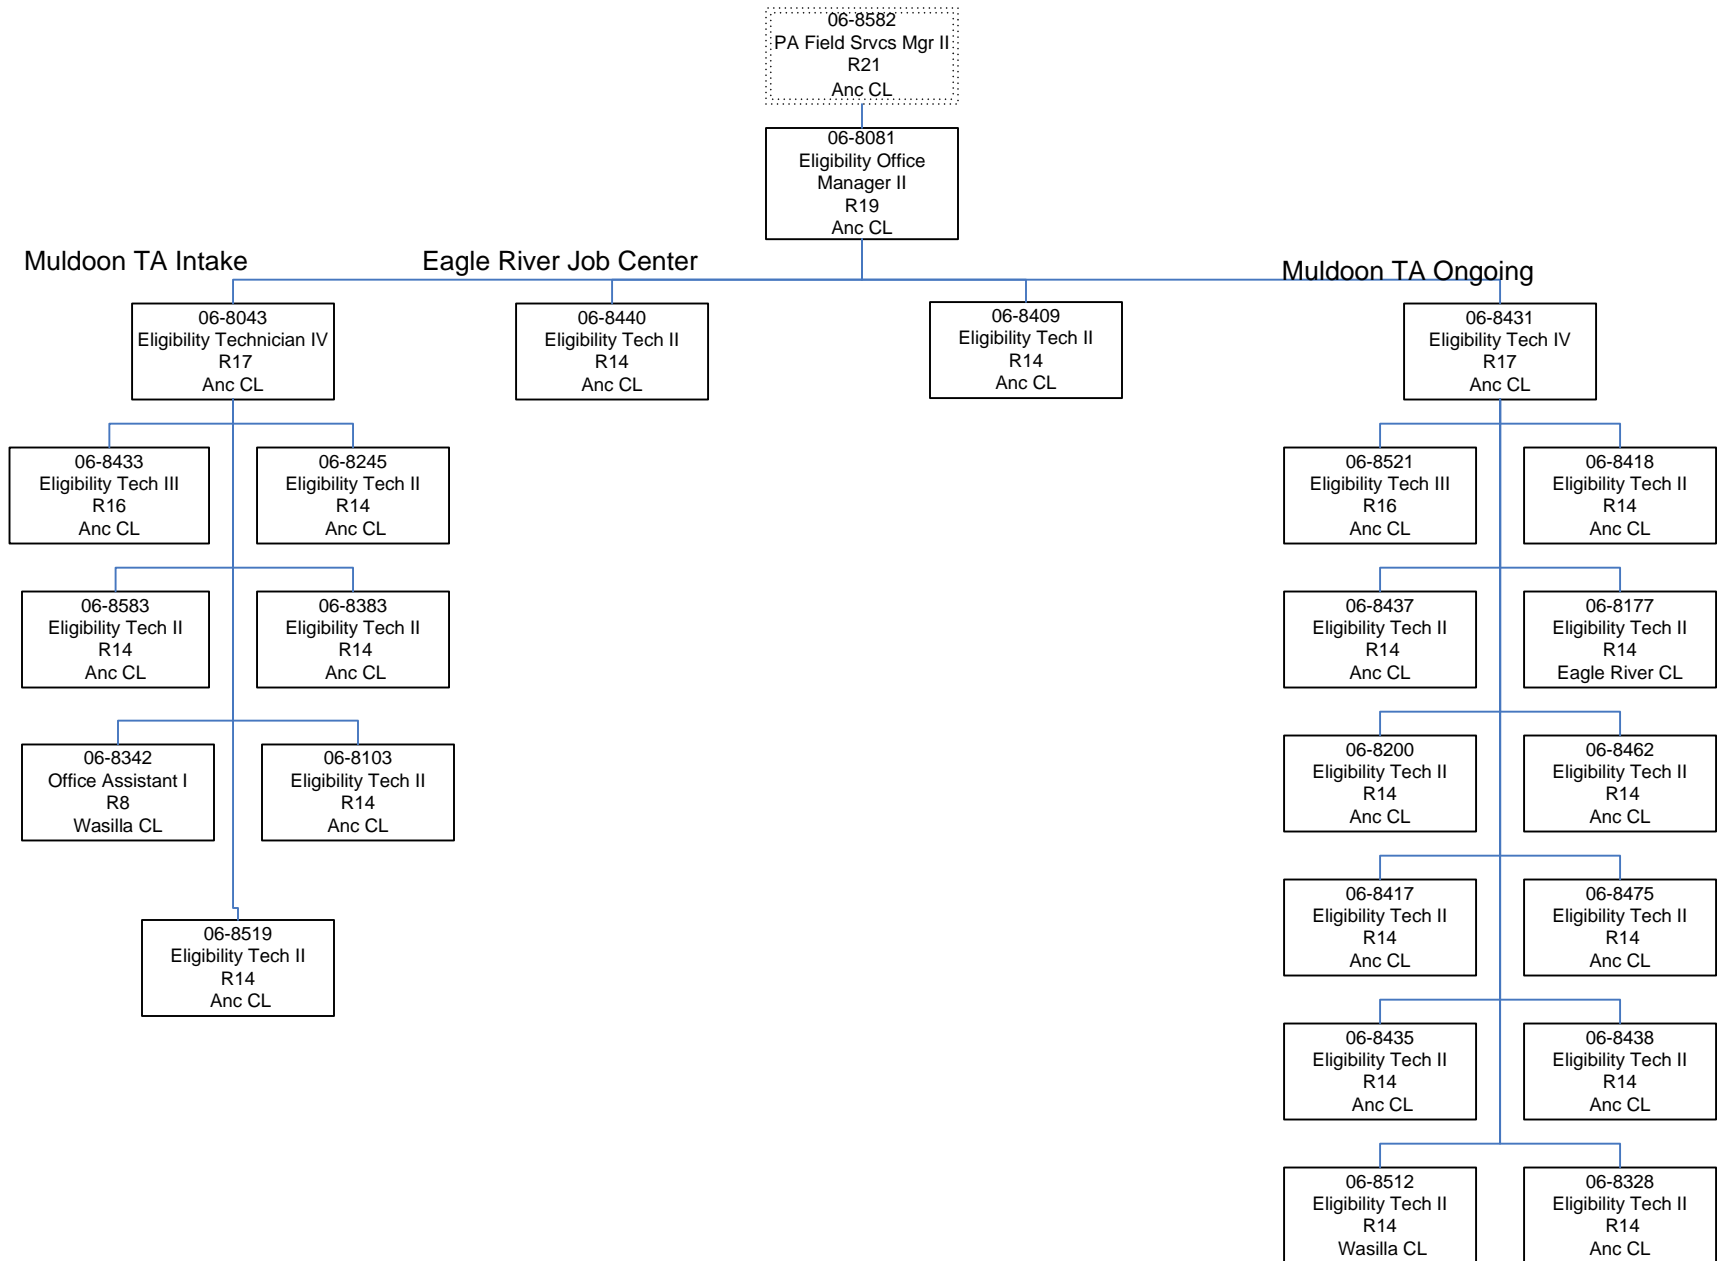 06-8582
PA Field Srvcs Mgr II
R21
Anc CL
06-8081
Eligibility Office
Manager II
R19
Anc CL
Muldoon TA Intake
Eagle River Job Center
Muldoon TA Ongoing
06-8043
Eligibility Technician IV
R17
Anc CL
06-8440
Eligibility Tech II
R14
Anc CL
06-8409
Eligibility Tech II
R14
Anc CL
06-8431
Eligibility Tech IV
R17
Anc CL
06-8433
Eligibility Tech III
R16
Anc CL
06-8245
Eligibility Tech II
R14
Anc CL
06-8521
Eligibility Tech III
R16
Anc CL
06-8418
Eligibility Tech II
R14
Anc CL
06-8583
Eligibility Tech II
R14
Anc CL
06-8383
Eligibility Tech II
R14
Anc CL
06-8437
Eligibility Tech II
R14
Anc CL
06-8177
Eligibility Tech II
R14
Eagle River CL
06-8342
Office Assistant I
R8
Wasilla CL
06-8103
Eligibility Tech II
R14
Anc CL
06-8200
Eligibility Tech II
R14
Anc CL
06-8462
Eligibility Tech II
R14
Anc CL
06-8519
Eligibility Tech II
R14
Anc CL
06-8417
Eligibility Tech II
R14
Anc CL
06-8475
Eligibility Tech II
R14
Anc CL
06-8435
Eligibility Tech II
R14
Anc CL
06-8438
Eligibility Tech II
R14
Anc CL
06-8512
Eligibility Tech II
R14
Wasilla CL
06-8328
Eligibility Tech II
R14
Anc CL